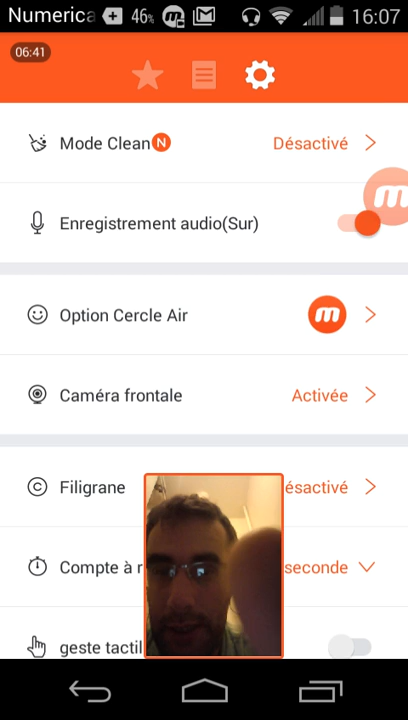 Numerica 46% 16:07
06:41
Mode Clean N Désactivé
Enregistrement audio(Sur)
Option Cercle Air
Caméra frontale Activée
Filigrane ésactivé
Compte à r seconde
geste tactil